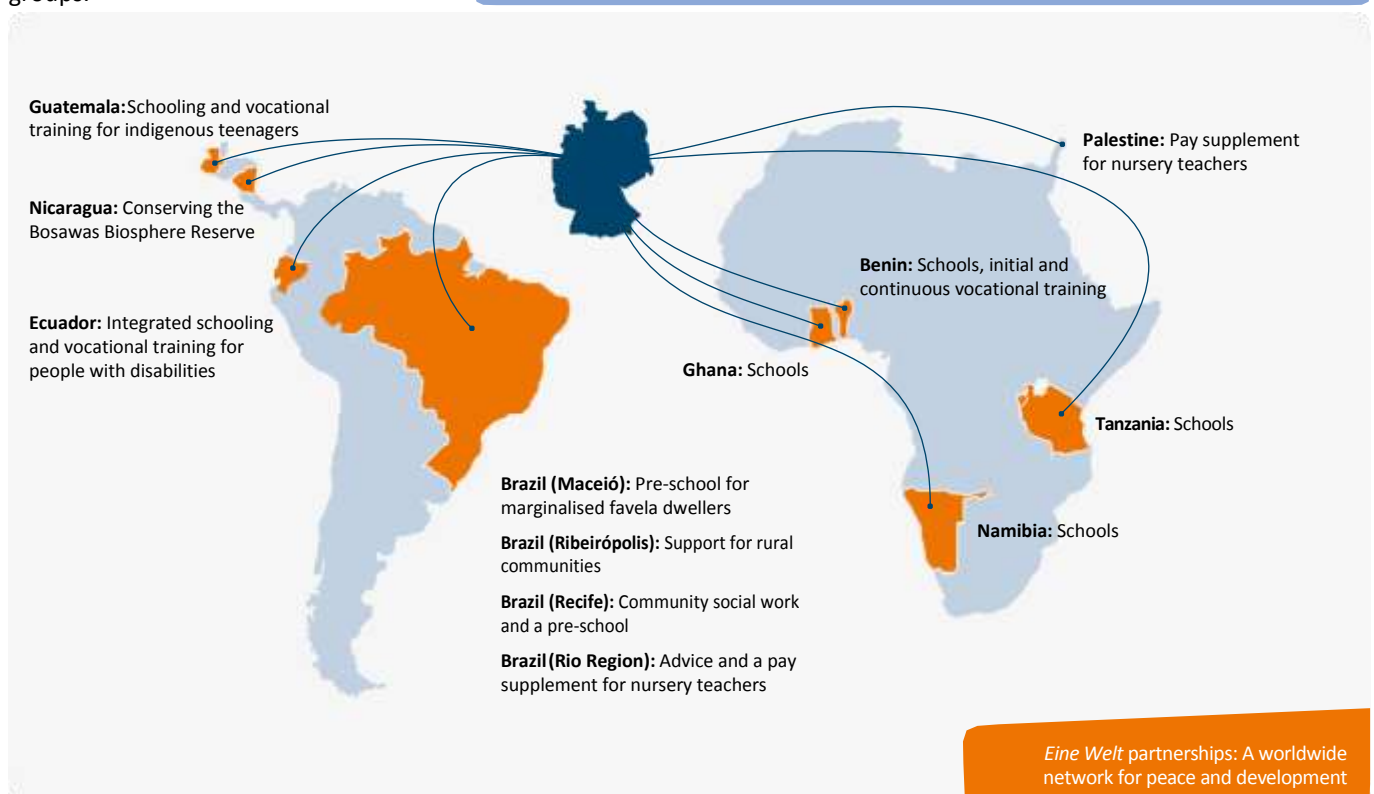 groups.
Guatemala: Schooling and vocational
training for indigenous teenagers
Nicaragua: Conserving the
Bosawas Biosphere Reserve
Ecuador: Integrated schooling
and vocational training for
people with disabilities
Palestine: Pay supplement
for nursery teachers
Benin: Schools, initial and
continuous vocational training
Ghana: Schools
Tanzania: Schools
Namibia: Schools
Brazil (Maceió): Pre-school for
marginalised favela dwellers
Brazil (Ribeirópolis): Support for rural
communities
Brazil (Recife): Community social work
and a pre-school
Brazil (Rio Region): Advice and a pay
supplement for nursery teachers
Eine Welt partnerships: A worldwide
network for peace and development